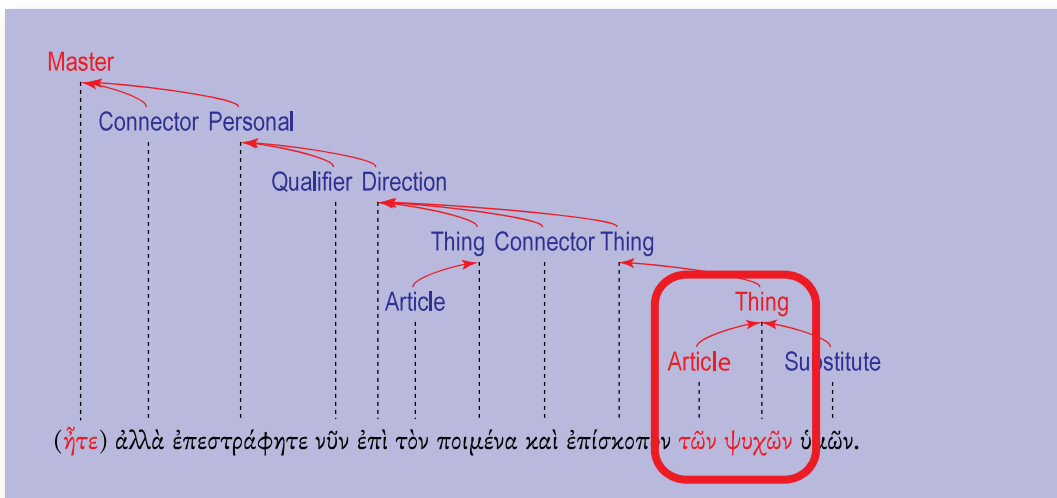 Master
Connector Personal
Qualifier Direction
Thing Connector Thing
Article Thing
Article Substitute
(ἦτε) ἀλλὰ ἐπεστράφητε νῦν ἐπὶ τὸν ποιμένα καὶ ἐπίσκοπον τῶν ψυχῶν ὑμῶν.